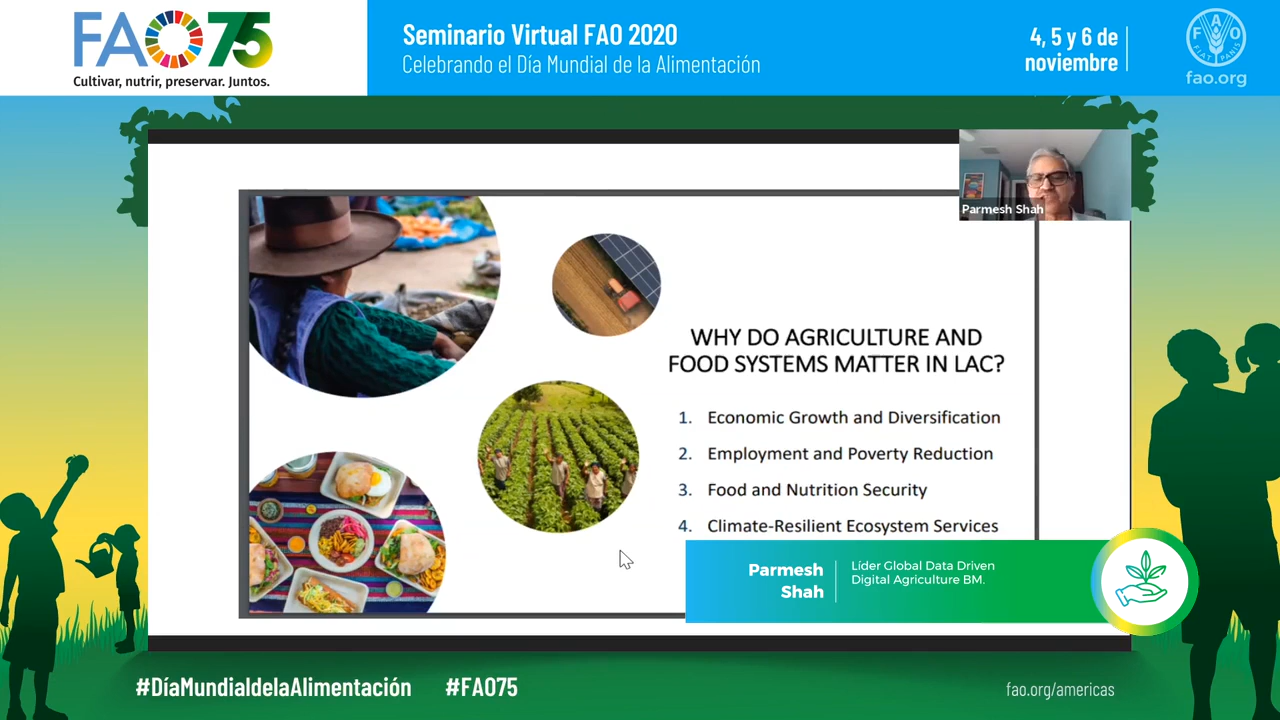 FAO75
Cultivar, nutrir, preservar. Juntos.
Seminario Virtual FAO 2020
Celebrando el Día Mundial de la Alimentación
4, 5 y 6 de
noviembre
F A O
FIAT PANIS
fao.org
Parmesh Shah
WHY DO AGRICULTURE AND
FOOD SYSTEMS MATTER IN LAC?
1. Economic Growth and Diversification
2. Employment and Poverty Reduction
3. Food and Nutrition Security
4. Climate-Resilient Ecosystem Services
Parmesh
Shah
Líder Global Data Driven
Digital Agriculture BM.
#DíaMundialdelaAlimentación #FAO75
fao.org/americas